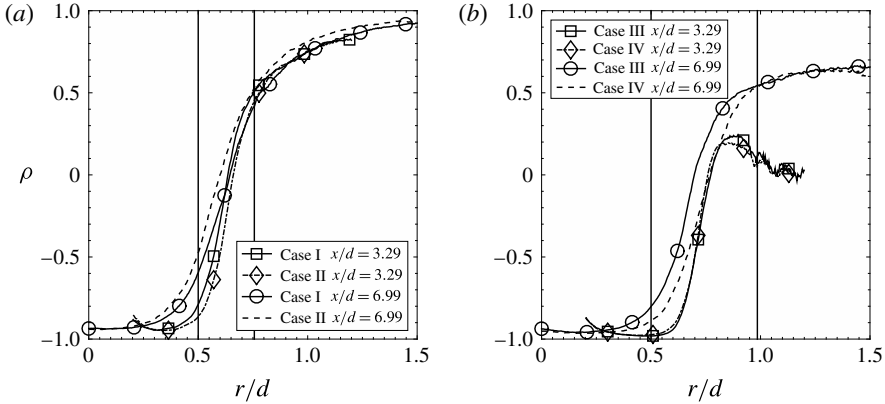 (a)
1.0
0.5
0
−0.5
−1.0
ρ
0
0.5
1.0
1.5
r/d
Case I x/d = 3.29
Case II x/d = 3.29
Case I x/d = 6.99
Case II x/d = 6.99
(b)
1.0
0.5
0
−0.5
−1.0
0
0.5
1.0
1.5
r/d
Case III x/d = 3.29
Case IV x/d = 3.29
Case III x/d = 6.99
Case IV x/d = 6.99